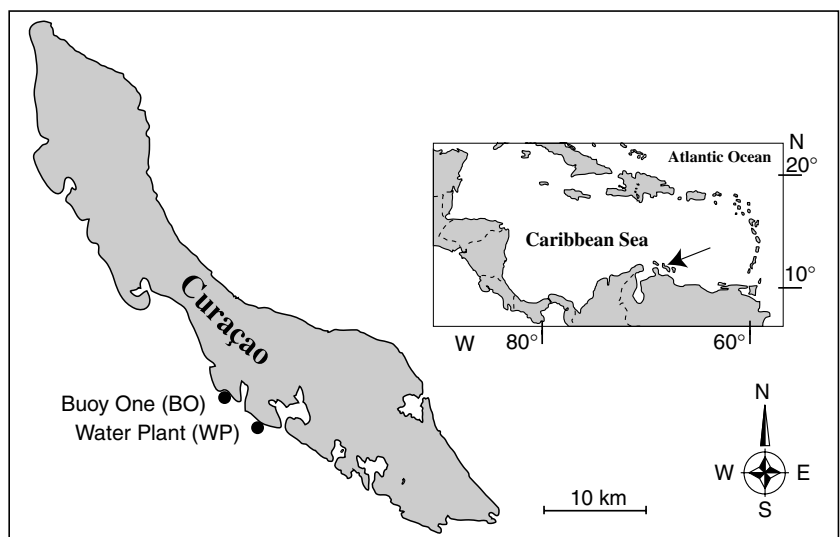 Curaçao
Buoy One (BO)
Water Plant (WP)
N
Atlantic Ocean
20°
Caribbean Sea
10°
W
80°
60°
10 km
N
W
E
S